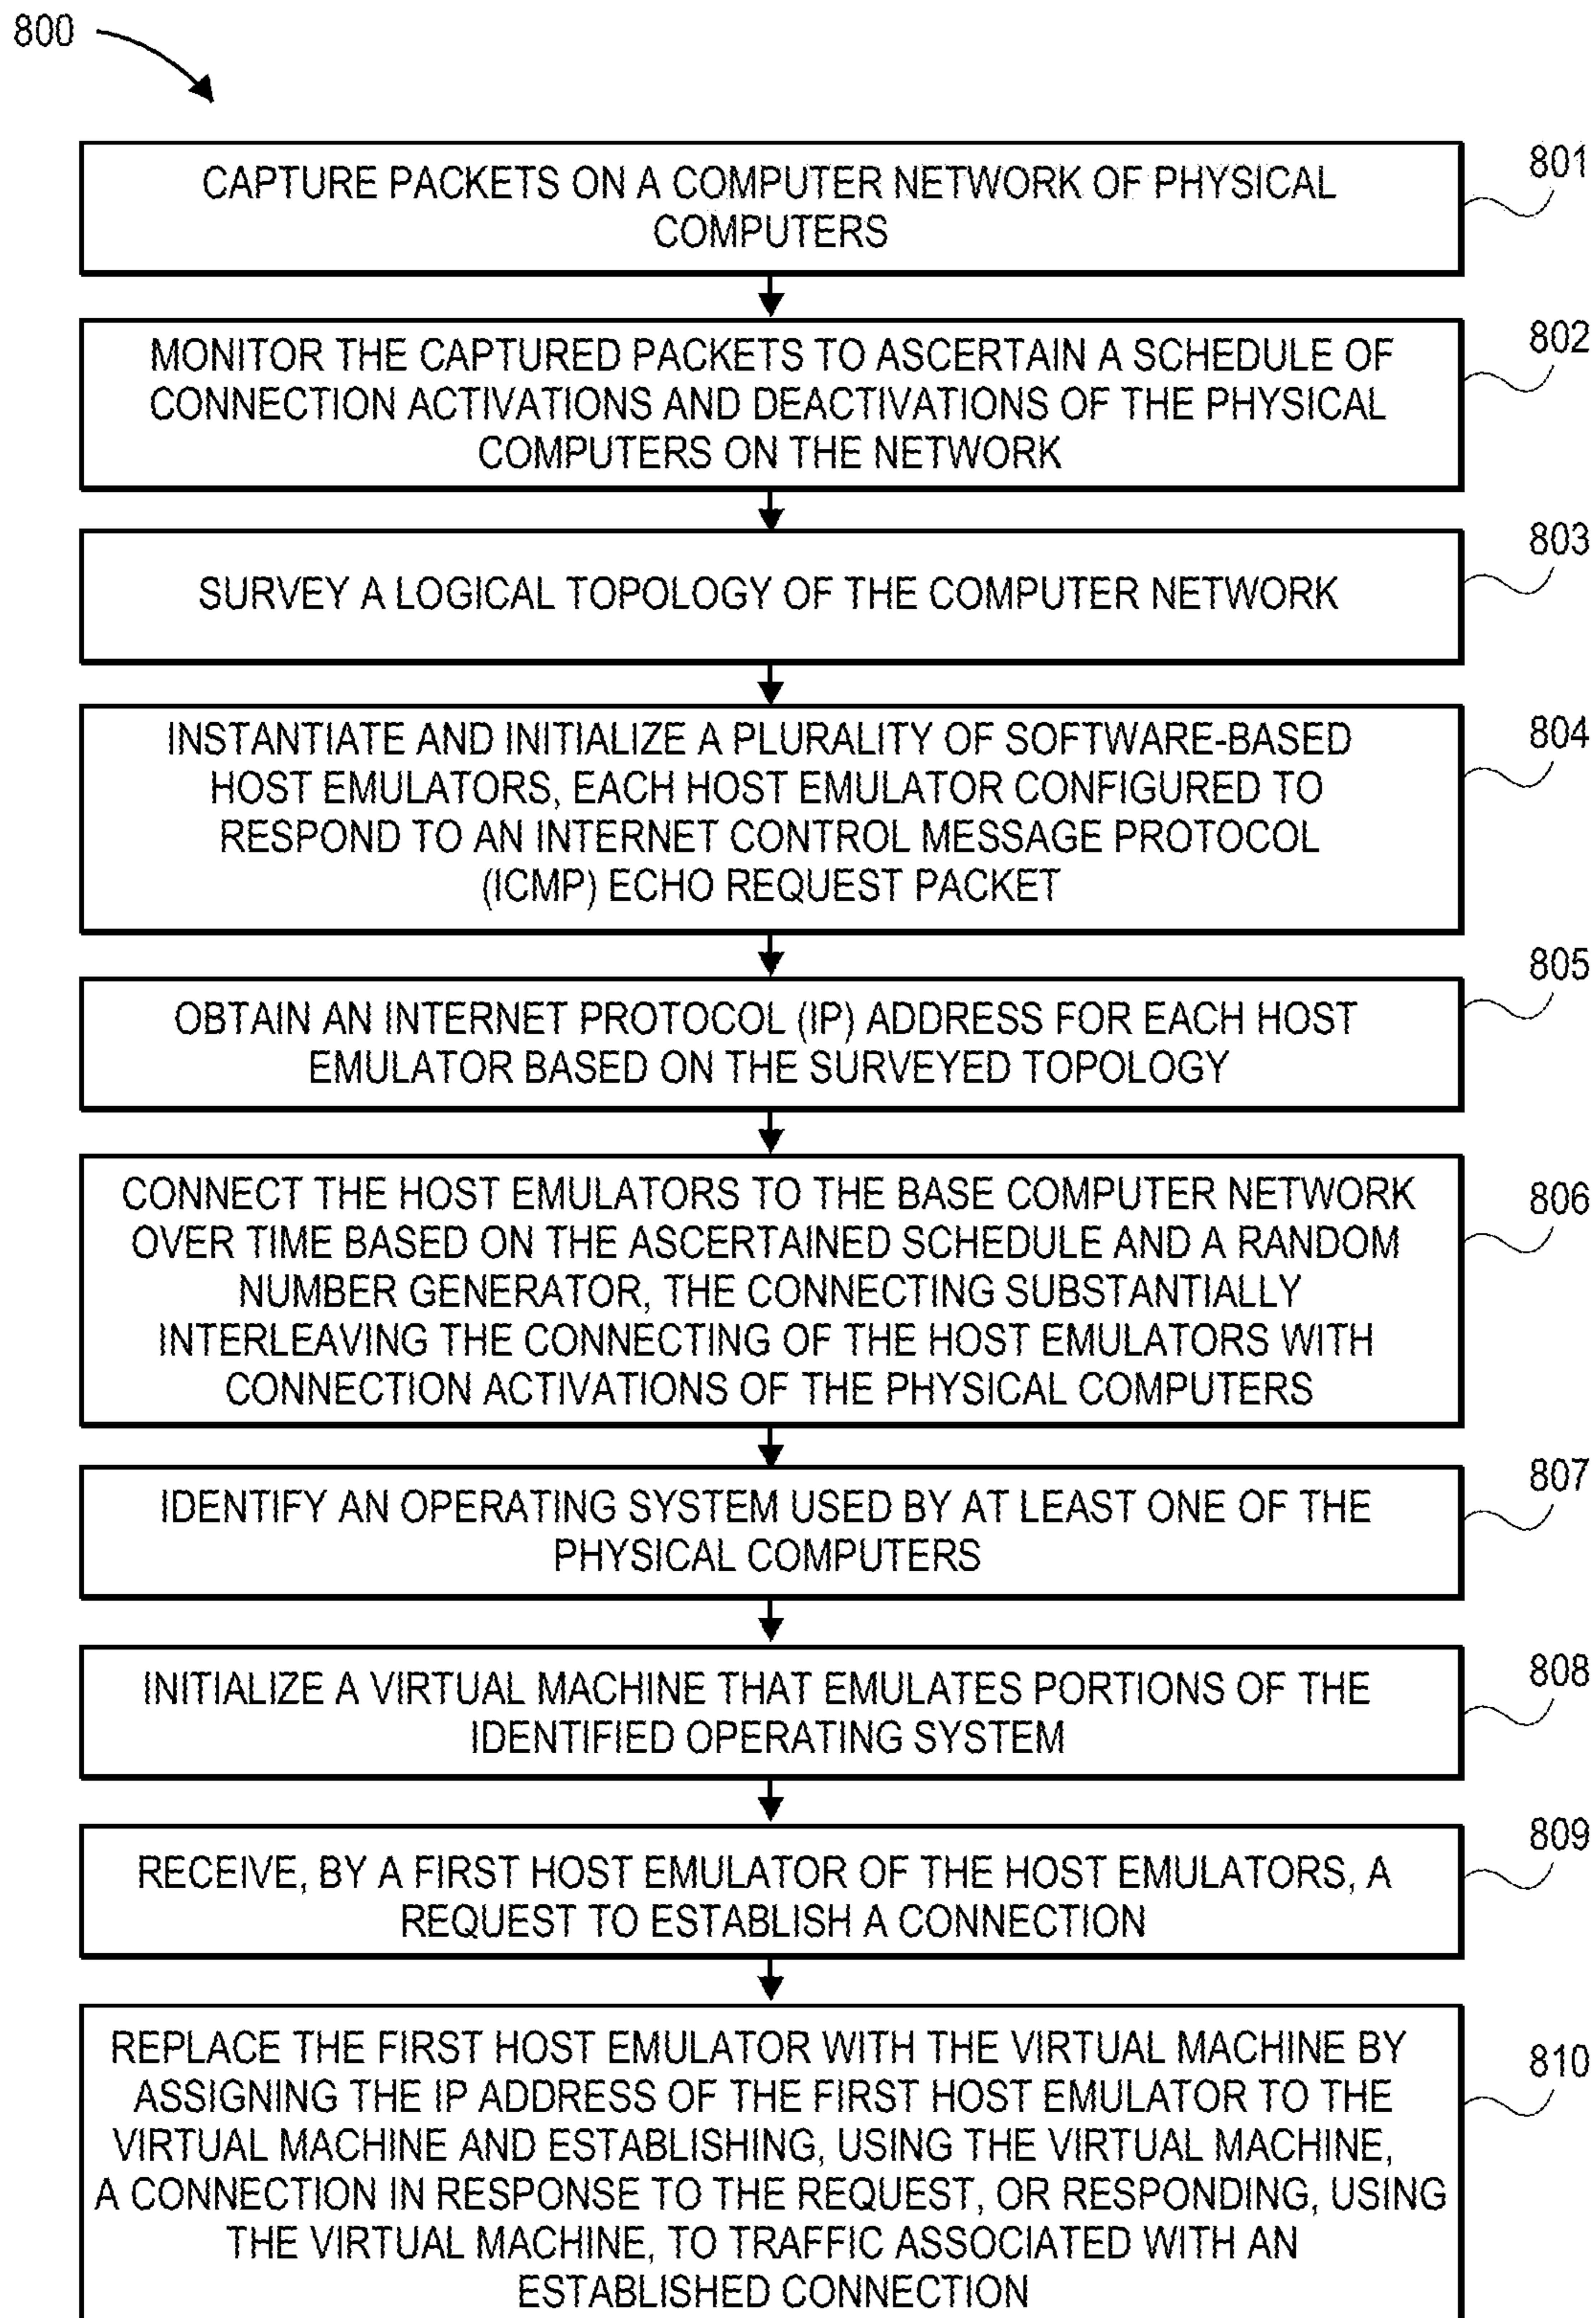 800
CAPTURE PACKETS ON A COMPUTER NETWORK OF PHYSICAL
COMPUTERS
801
MONITOR THE CAPTURED PACKETS TO ASCERTAIN A SCHEDULE OF
CONNECTION ACTIVATIONS AND DEACTIVATIONS OF THE PHYSICAL
COMPUTERS ON THE NETWORK
802
SURVEY A LOGICAL TOPOLOGY OF THE COMPUTER NETWORK
803
INSTANTIATE AND INITIALIZE A PLURALITY OF SOFTWARE-BASED
HOST EMULATORS, EACH HOST EMULATOR CONFIGURED TO
RESPOND TO AN INTERNET CONTROL MESSAGE PROTOCOL
(ICMP) ECHO REQUEST PACKET
804
OBTAIN AN INTERNET PROTOCOL (IP) ADDRESS FOR EACH HOST
EMULATOR BASED ON THE SURVEYED TOPOLOGY
805
CONNECT THE HOST EMULATORS TO THE BASE COMPUTER NETWORK
OVER TIME BASED ON THE ASCERTAINED SCHEDULE AND A RANDOM
NUMBER GENERATOR, THE CONNECTING SUBSTANTIALLY
INTERLEAVING THE CONNECTING OF THE HOST EMULATORS WITH
CONNECTION ACTIVATIONS OF THE PHYSICAL COMPUTERS
806
IDENTIFY AN OPERATING SYSTEM USED BY AT LEAST ONE OF THE
PHYSICAL COMPUTERS
807
INITIALIZE A VIRTUAL MACHINE THAT EMULATES PORTIONS OF THE
IDENTIFIED OPERATING SYSTEM
808
RECEIVE, BY A FIRST HOST EMULATOR OF THE HOST EMULATORS, A
REQUEST TO ESTABLISH A CONNECTION
809
REPLACE THE FIRST HOST EMULATOR WITH THE VIRTUAL MACHINE BY
ASSIGNING THE IP ADDRESS OF THE FIRST HOST EMULATOR TO THE
VIRTUAL MACHINE AND ESTABLISHING, USING THE VIRTUAL MACHINE,
A CONNECTION IN RESPONSE TO THE REQUEST, OR RESPONDING, USING
THE VIRTUAL MACHINE, TO TRAFFIC ASSOCIATED WITH AN
ESTABLISHED CONNECTION
810